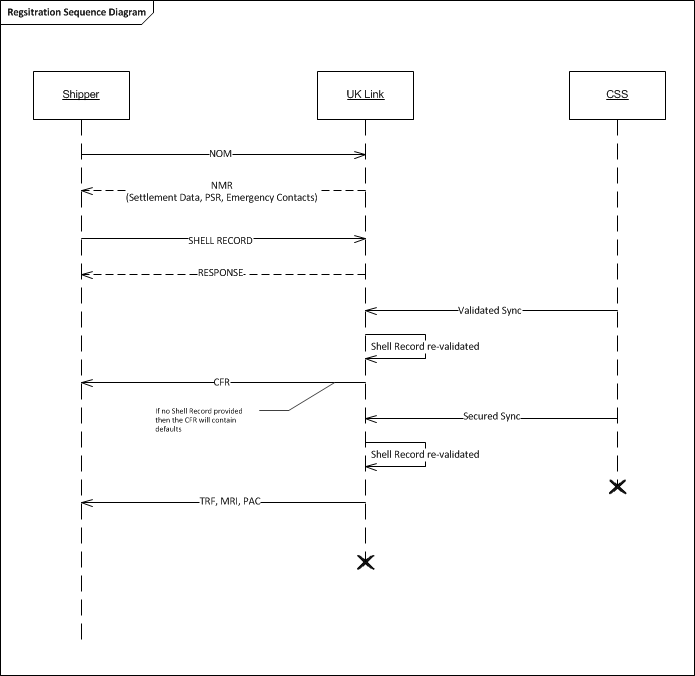 Regsitration Sequence Diagram
Shipper
UK Link
CSS
NOM
NMR
(Settlement Data, PSR, Emergency Contacts)
SHELL RECORD
RESPONSE
Validated Sync
Shell Record re-validated
CFR
If no Shell Record provided
then the CFR will contain
defaults
Secured Sync
Shell Record re-validated
TRF, MRI, PAC